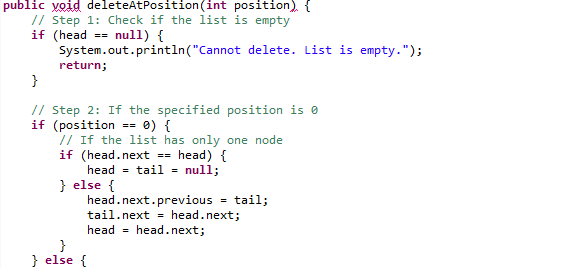 public void deleteAtPosition(int position) {
    // Step 1: Check if the list is empty
    if (head == null) {
        System.out.println("Cannot delete. List is empty.");
        return;
    }

    // Step 2: If the specified position is 0
    if (position == 0) {
        // If the list has only one node
        if (head.next == head) {
            head = tail = null;
        } else {
            head.next.previous = tail;
            tail.next = head.next;
            head = head.next;
        }
    } else {